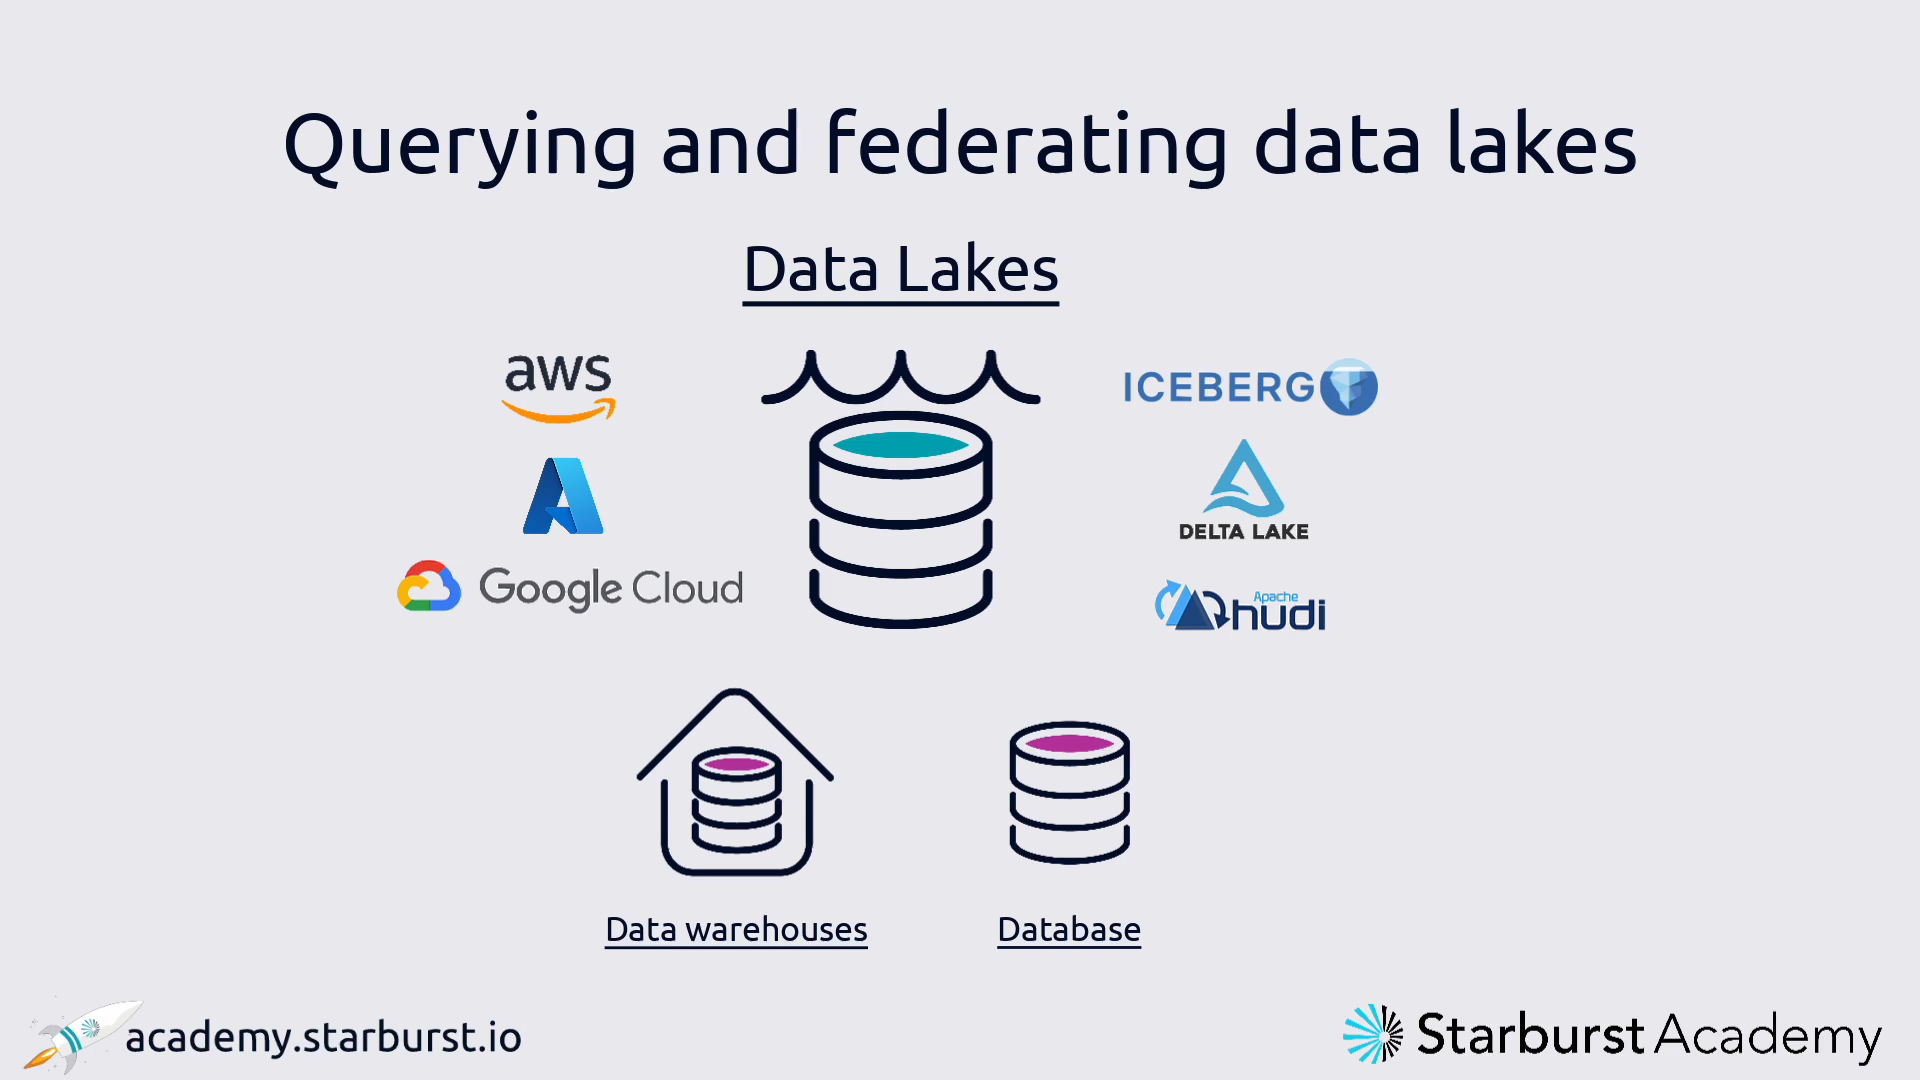 Querying and federating data lakes
Data Lakes
aws
Google Cloud
ICEBERG
DELTA LAKE
Apache
hudi
Data warehouses
Database
academy.starburst.io
Starburst Academy